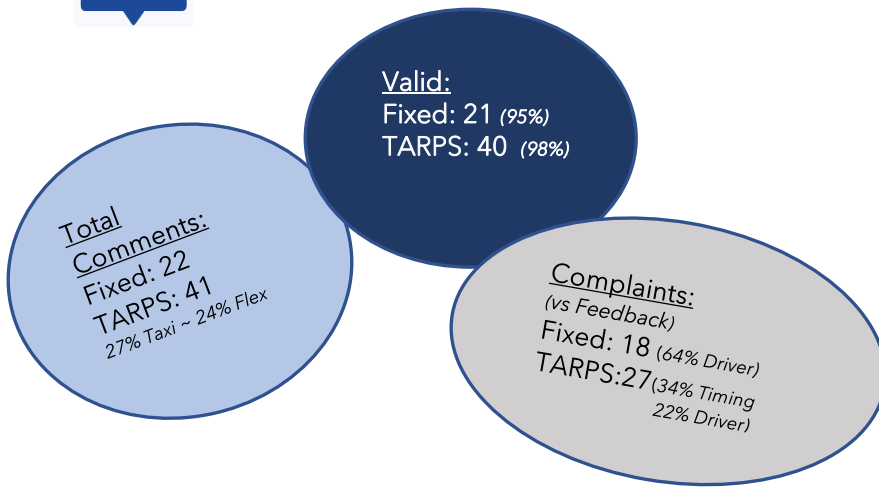 Valid:
Fixed: 21 (95%)
TARPS: 40 (98%)
Total
Comments:
Fixed: 22
TARPS: 41
27% Taxi ~ 24% Flex
Complaints:
(vs Feedback)
Fixed: 18 (64% Driver)
TARPS:27(34% Timing
22% Driver)